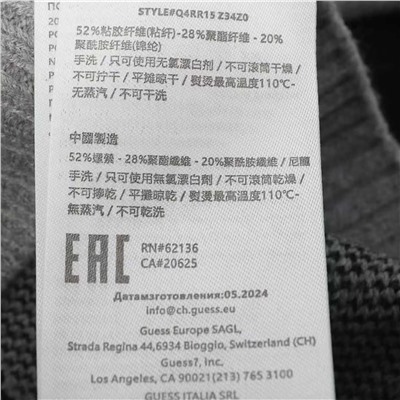 STYLE#Q4RR15 Z34Z0
52%粘胶纤维(粘纤)-28%聚酯纤维 - 20%
聚酰胺纤维(锦纶)
手洗 / 只可使用无氯漂白剂 / 不可滚筒干燥 /
不可拧干 / 平摊晾干 / 熨烫最高溫度110℃-
无蒸汽 / 不可干洗
中國製造
52% - 28%聚酯纖維 - 20%聚酰胺纖維 / 尼龍
手洗 / 只可使用無氯漂白劑 / 不可滾筒乾燥 /
不可擰乾 / 平攤晾乾 / 熨燙最高溫度110℃-
無蒸汽 / 不可乾洗
EAC
RN#62136
CA#20625
Датамзготовления:05.2024
info@ch.guess.eu
Guess Europe SAGL,
Strada Regina 44,6934 Bioggio, Switzerland (CH)
Guess?, Inc.
Los Angeles, CA 90021(213) 765 3100
GUESS ITALIA SRL